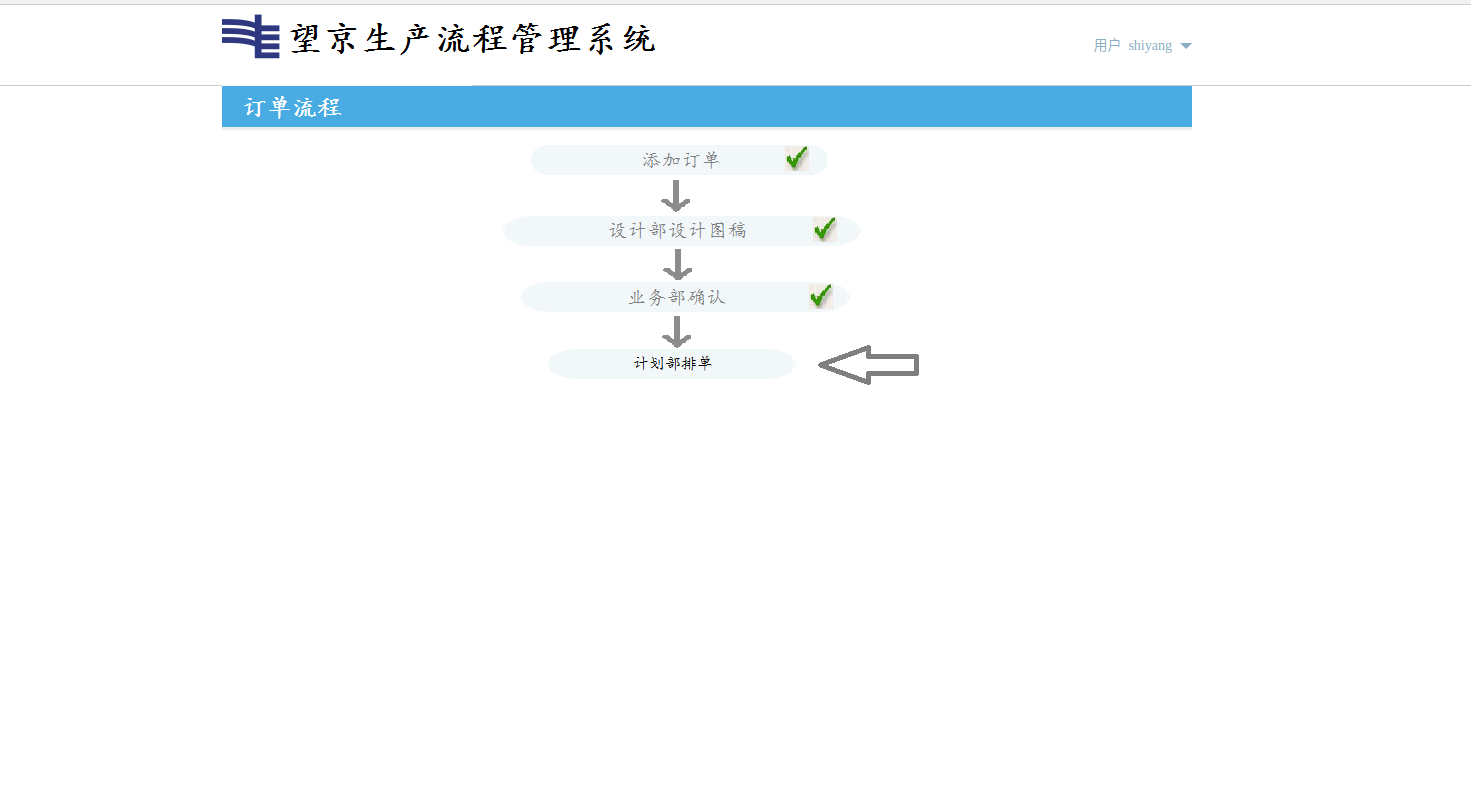 望京生产流程管理系统
用户 shiyang
订单流程
添加订单
设计部设计图稿
业务部确认
计划部排单